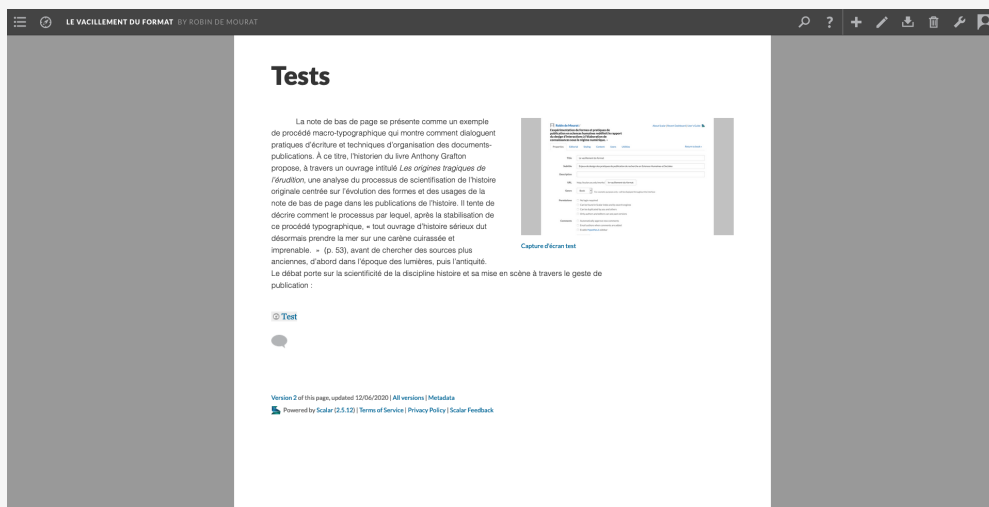 LE VACILLEMENT DU FORMAT BY ROBIN DE MOURAT
Tests
La note de bas de page se présente comme un exemple
de procédé macro-typographique qui montre comment dialoguent
pratiques d'écriture et techniques d'organisation des documents-
publications. À ce titre, l'historien du livre Anthony Grafton
propose, à travers un ouvrage intitulé Les origines tragiques de
l'érudition, une analyse du processus de scientifisation de l'histoire
originale centrée sur l'évolution des formes et des usages de la
note de bas de page dans les publications de l'histoire. Il tente de
décrire comment le processus par lequel, après la stabilisation de
ce procédé typographique, « tout ouvrage d'histoire sérieux dut
désormais prendre la mer sur une carène cuirassée et
imprenable. » (p. 53), avant de chercher des sources plus
anciennes, d'abord dans l'époque des lumières, puis l'antiquité.
Le débat porte sur la scientificité de la discipline histoire et sa mise en scène à travers le geste de
publication :
Capture d'écran test
Test
Version 2 of this page, updated 12/06/2020 | All versions | Metadata
Powered by Scalar (2.5.12) | Terms of Service | Privacy Policy | Scalar Feedback